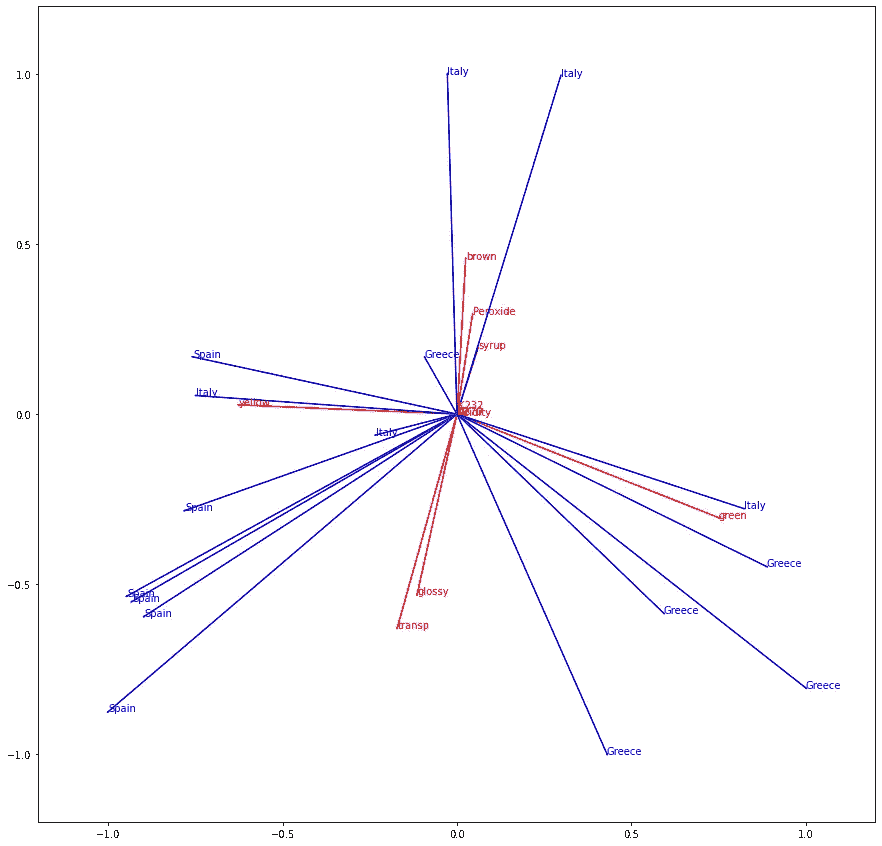 Italy
1.0
Italy
brown
0.5
Peroxide
syrup
Spain
Greece
Italy
yellow
K232
0.0
Italy
Spain
Italy
green
Greece
Spain
Spain
Spain
glossy
−0.5
transp
Greece
Spain
Greece
Greece
−1.0
−1.0
−0.5
0.0
0.5
1.0